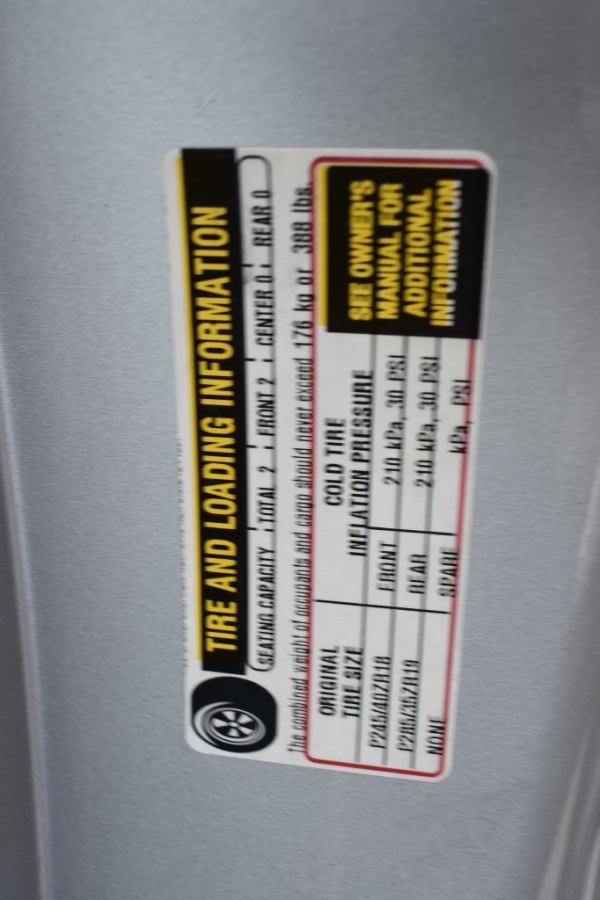 TIRE AND LOADING INFORMATION
SEATING CAPACITY TOTAL 2 FRONT 2 CENTER 0 REAR 0
The combined weight of occupants and cargo should never exceed 176 kg or 388 lbs.
ORIGINAL TIRE SIZE
COLD TIRE INFLATION PRESSURE
P245/40ZR18 FRONT 210 kPa, 30 PSI
P285/35ZR19 REAR 210 kPa, 30 PSI
NONE SPARE kPa, PSI
SEE OWNER'S
MANUAL FOR
ADDITIONAL
INFORMATION